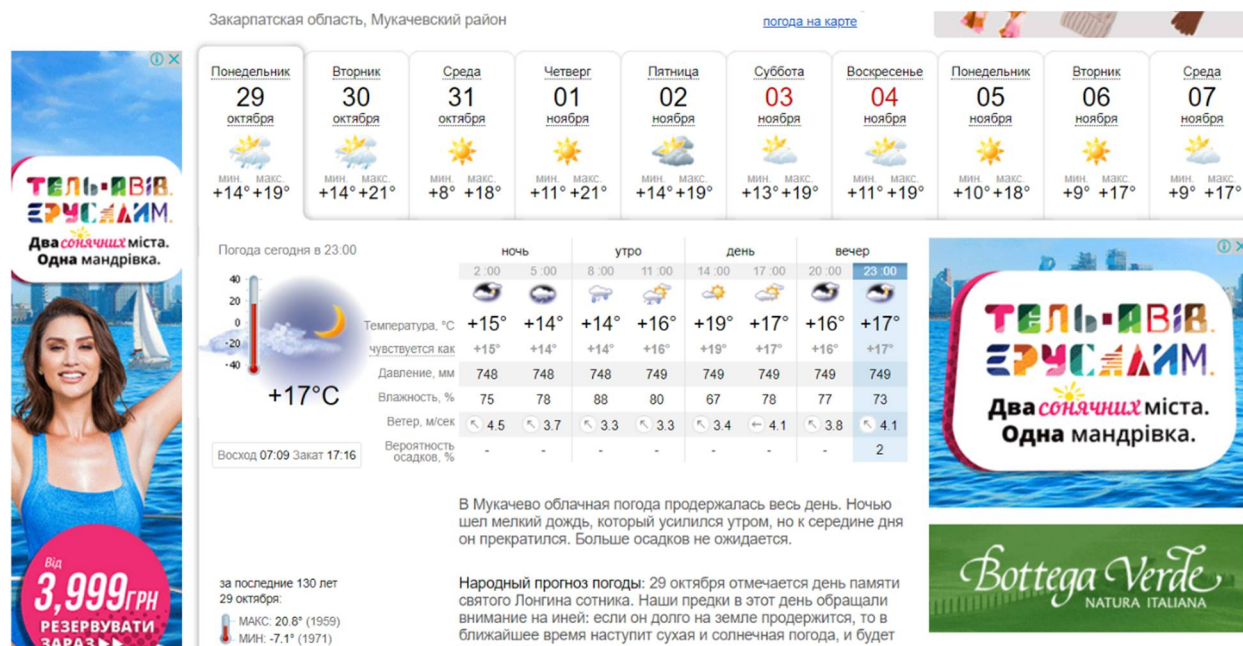 Закарпатская область, Мукачевский район
погода на карте
Понедельник Вторник Среда Четверг Пятница Суббота Воскресенье Понедельник Вторник Среда
29 30 31 01 02 03 04 05 06 07
октября октября октября ноября ноября ноября ноября ноября ноября ноября
мин. макс. мин. макс. мин. макс. мин. макс. мин. макс. мин. макс. мин. макс. мин. макс. мин. макс. мин. макс.
+14° +19° +14° +21° +8° +18° +11° +21° +14° +19° +13° +19° +11° +19° +10° +18° +9° +17° +9° +17°
ТЕЛЬ-АВІВ.
ЄРУСАЛИМ.
Два сонячних міста.
Одна мандрівка.
Від
3,999ГРН
РЕЗЕРВУВАТИ
ЗАРАЗ ▶▶
Погода сегодня в 23:00
40
20
0
-20
-40
+17°C
Восход 07:09 Закат 17:16
ночь утро день вечер
2:00 5:00 8:00 11:00 14:00 17:00 20:00 23:00
Температура, °C +15° +14° +14° +16° +19° +17° +16° +17°
чувствуется как +15° +14° +14° +16° +19° +17° +16° +17°
Давление, мм 748 748 748 749 749 749 749 749
Влажность, % 75 78 88 80 67 78 77 73
Ветер, м/сек 4.5 3.7 3.3 3.3 3.4 4.1 3.8 4.1
Вероятность
осадков, % - - - - - - - 2
В Мукачево облачная погода продержалась весь день. Ночью
шел мелкий дождь, который усилился утром, но к середине дня
он прекратился. Больше осадков не ожидается.
за последние 130 лет
29 октября:
МАКС: 20.8° (1959)
МИН: -7.1° (1971)
Народный прогноз погоды: 29 октября отмечается день памяти
святого Лонгина сотника. Наши предки в этот день обращали
внимание на иней: если он долго на земле продержится, то в
ближайшее время наступит сухая и солнечная погода, и будет
ТЕЛЬ-АВІВ.
ЄРУСАЛИМ.
Два сонячних міста.
Одна мандрівка.
Bottega Verde
NATURA ITALIANA